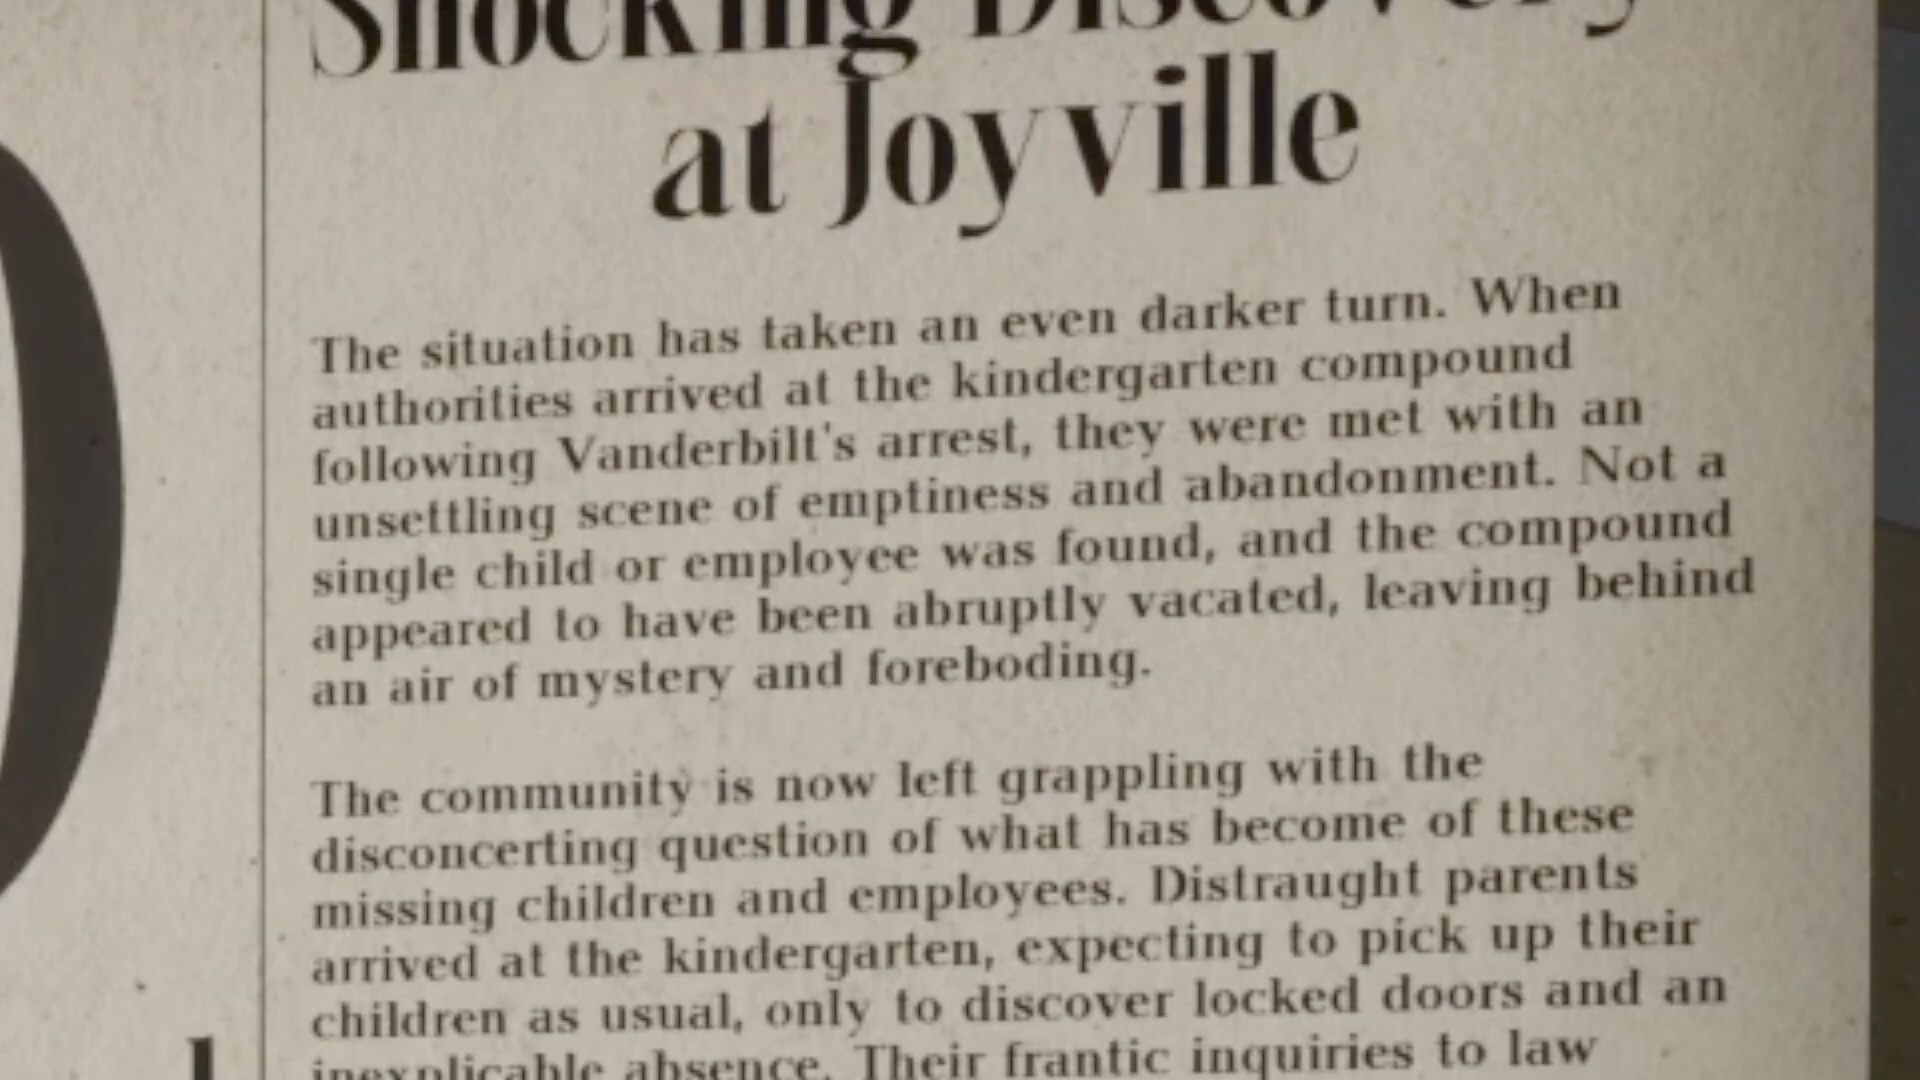 Shocking Discovery
at Joyville
The situation has taken an even darker turn. When
authorities arrived at the kindergarten compound
following Vanderbilt's arrest, they were met with an
unsettling scene of emptiness and abandonment. Not a
single child or employee was found, and the compound
appeared to have been abruptly vacated, leaving behind
an air of mystery and foreboding.
The community is now left grappling with the
disconcerting question of what has become of these
missing children and employees. Distraught parents
arrived at the kindergarten, expecting to pick up their
children as usual, only to discover locked doors and an
inexplicable absence. Their frantic inquiries to law